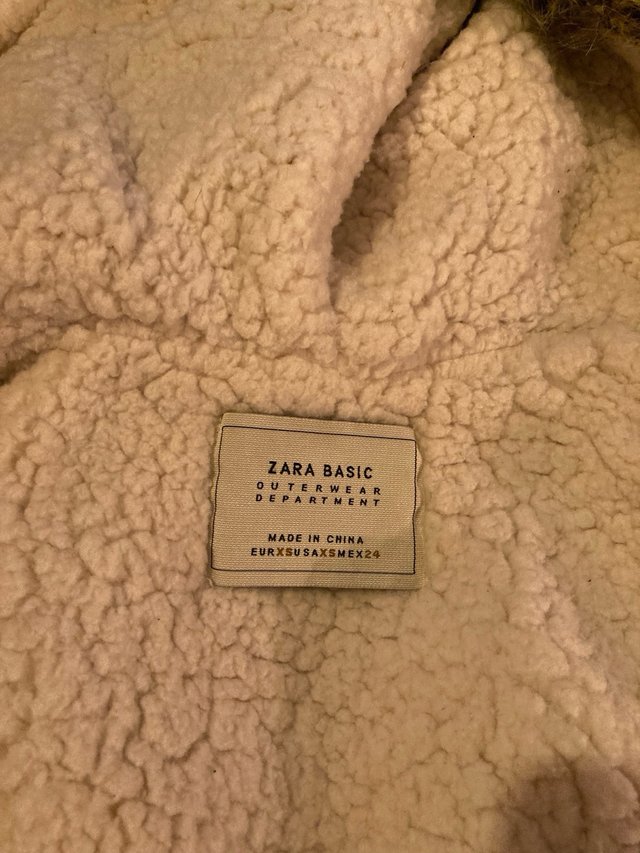 ZARA BASIC
OUTERWEAR
DEPARTMENT
MADE IN CHINA
EURXSUSAXSMEX24